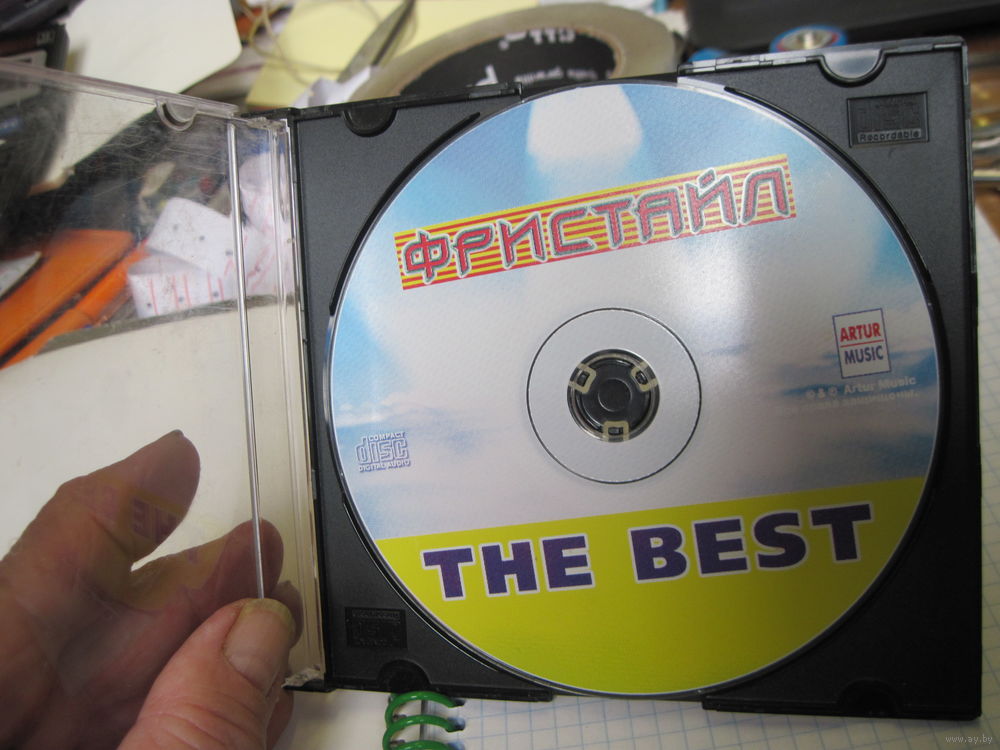 Recordable
ФРИСТАЙЛ
ARTUR
MUSIC
© & ℗ Artur Music
COMPACT
disc
DIGITAL AUDIO
THE BEST
www.ay.by